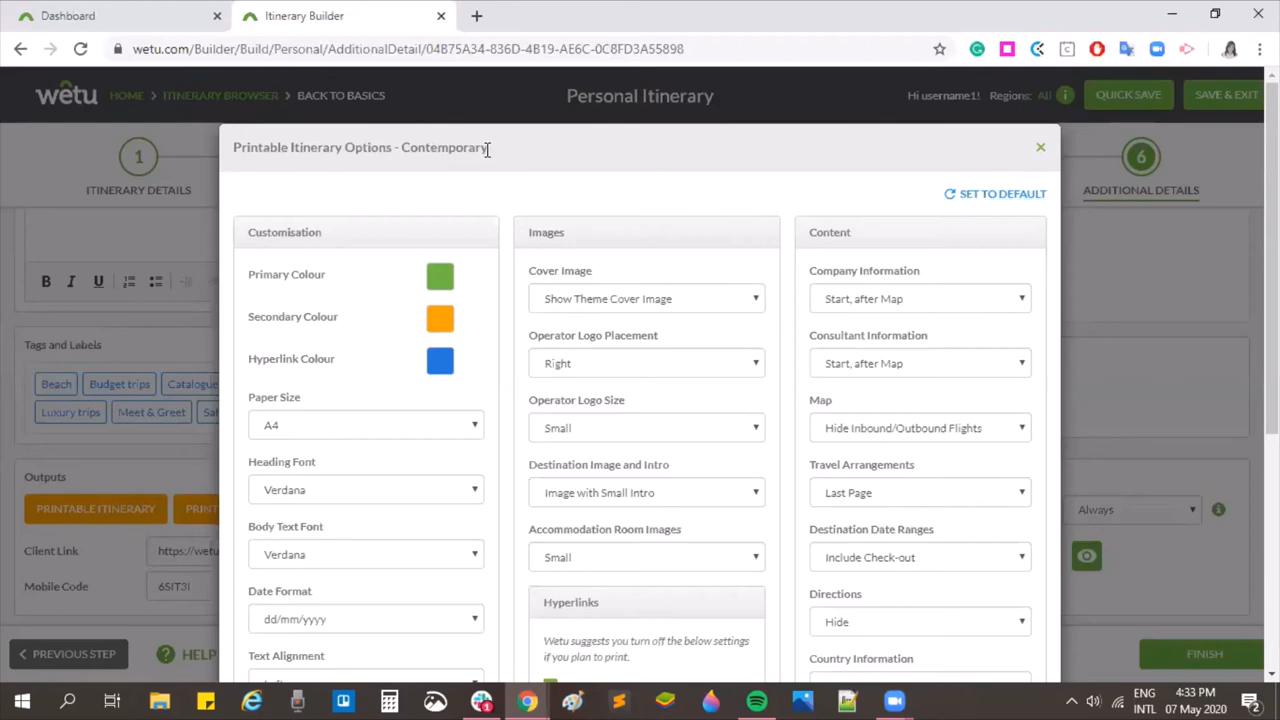 Dashboard
Itinerary Builder
wetu.com/Builder/Build/Personal/AdditionalDetail/04B75A34-836D-4B19-AE6C-0C8FD3A55898
wetu HOME ITINERARY BROWSER BACK TO BASICS
Personal Itinerary
Hi username1! Regions: All
QUICK SAVE
SAVE & EXIT
Printable Itinerary Options - Contemporary
1
ITINERARY DETAILS
6
ADDITIONAL DETAILS
SET TO DEFAULT
Customisation
Primary Colour
Secondary Colour
Hyperlink Colour
Paper Size
A4
Heading Font
Verdana
Body Text Font
Verdana
Date Format
dd/mm/yyyy
Text Alignment
Images
Cover Image
Show Theme Cover Image
Operator Logo Placement
Right
Operator Logo Size
Small
Destination Image and Intro
Image with Small Intro
Accommodation Room Images
Small
Hyperlinks
Wetu suggests you turn off the below settings
if you plan to print.
Content
Company Information
Start, after Map
Consultant Information
Start, after Map
Map
Hide Inbound/Outbound Flights
Travel Arrangements
Last Page
Destination Date Ranges
Include Check-out
Directions
Hide
Country Information
B I U
Tags and Labels
Beach Budget trips Catalogue
Luxury trips Meet & Greet
Outputs
PRINTABLE ITINERARY
Client Link https://wetu
Mobile Code 6SIT3I
Always
PREVIOUS STEP
HELP
FINISH
ENG
INTL
4:33 PM
07 May 2020
1
2